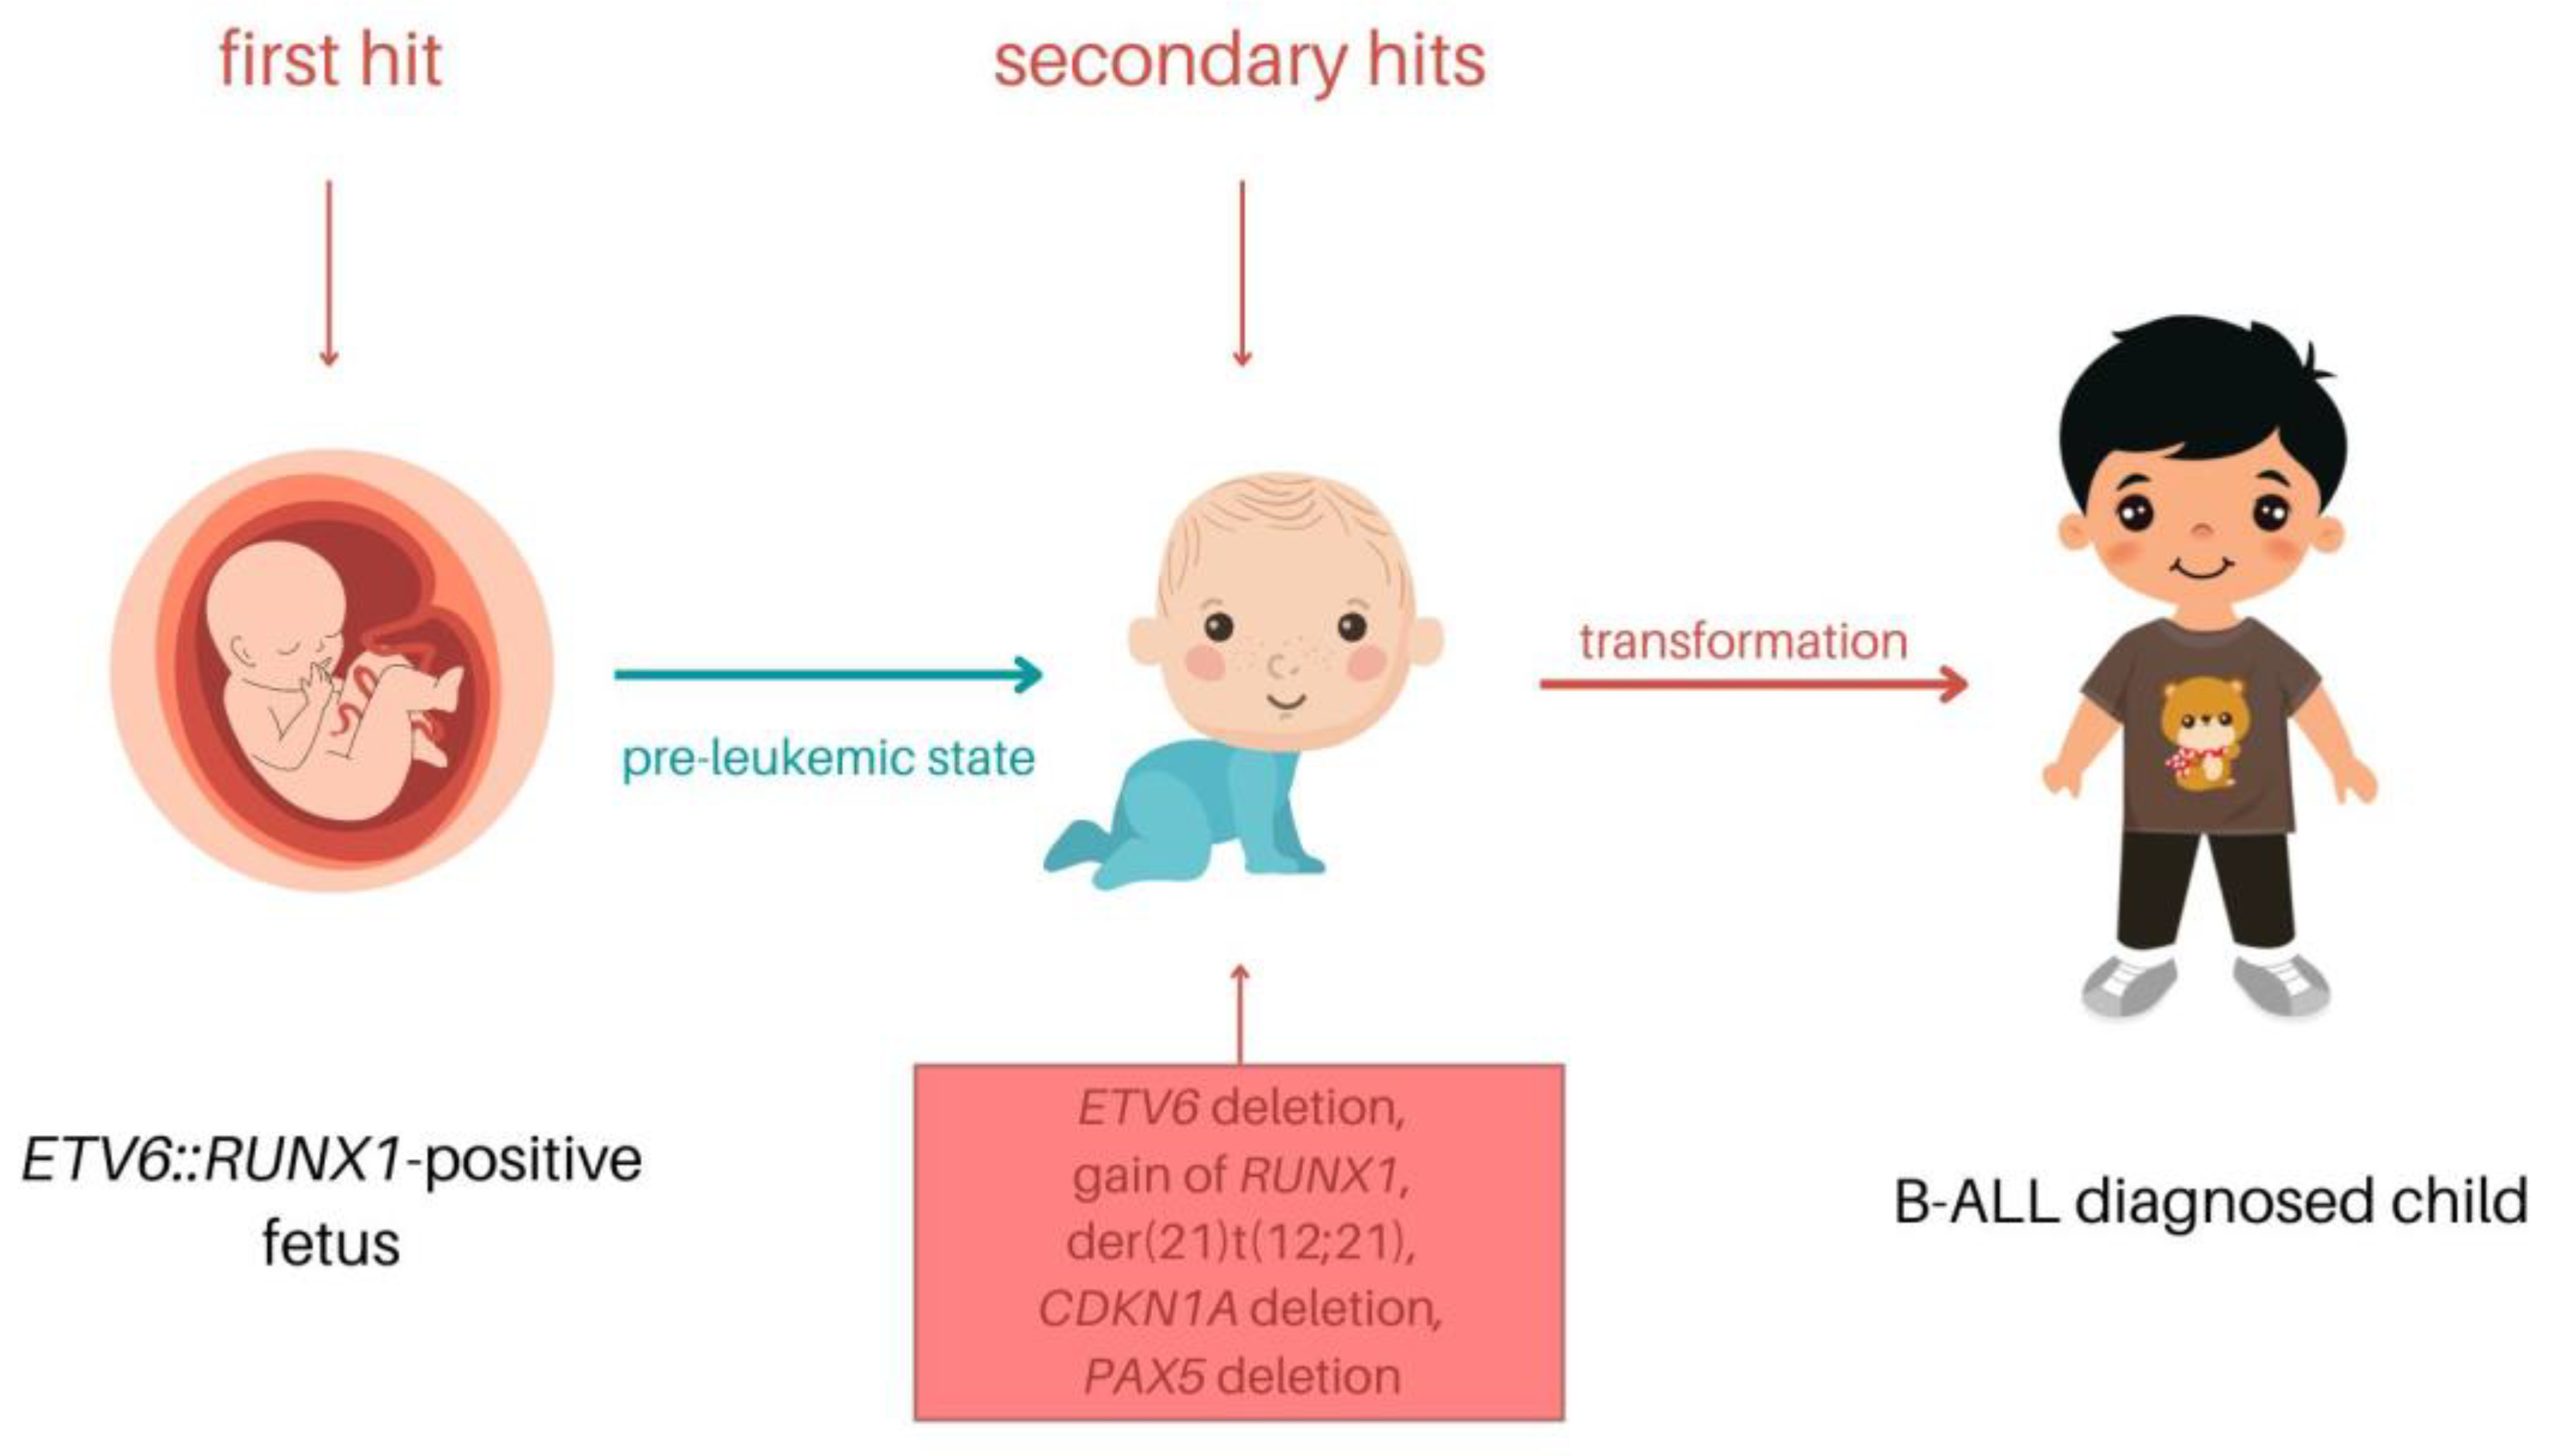 first hit
secondary hits
transformation
pre-leukemic state
ETV6::RUNX1-positive
fetus
ETV6 deletion,
gain of RUNX1,
der(21)t(12;21),
CDKN1A deletion,
PAX5 deletion
B-ALL diagnosed child